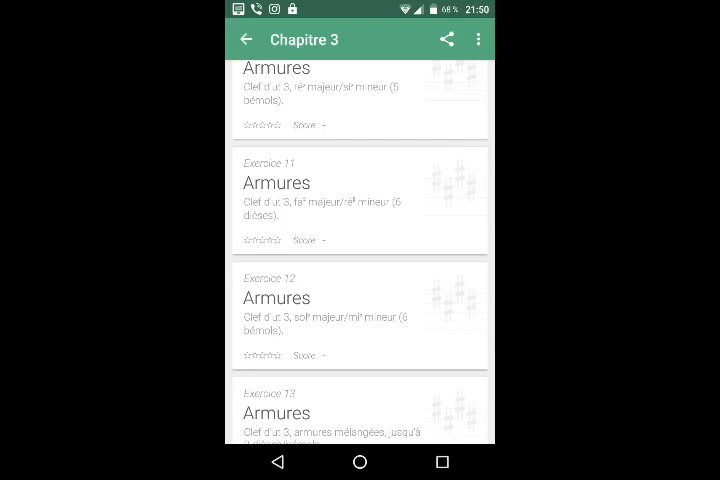 68 % 21:50
Chapitre 3
Armures
Clef d'ut 3, ré♭ majeur/si♭ mineur (5
bémols).
Score -
Exercice 11
Armures
Clef d'ut 3, fa♯ majeur/ré♯ mineur (6
dièses).
Score -
Exercice 12
Armures
Clef d'ut 3, sol♭ majeur/mi♭ mineur (6
bémols).
Score -
Exercice 13
Armures
Clef d'ut 3, armures mélangées, jusqu'à